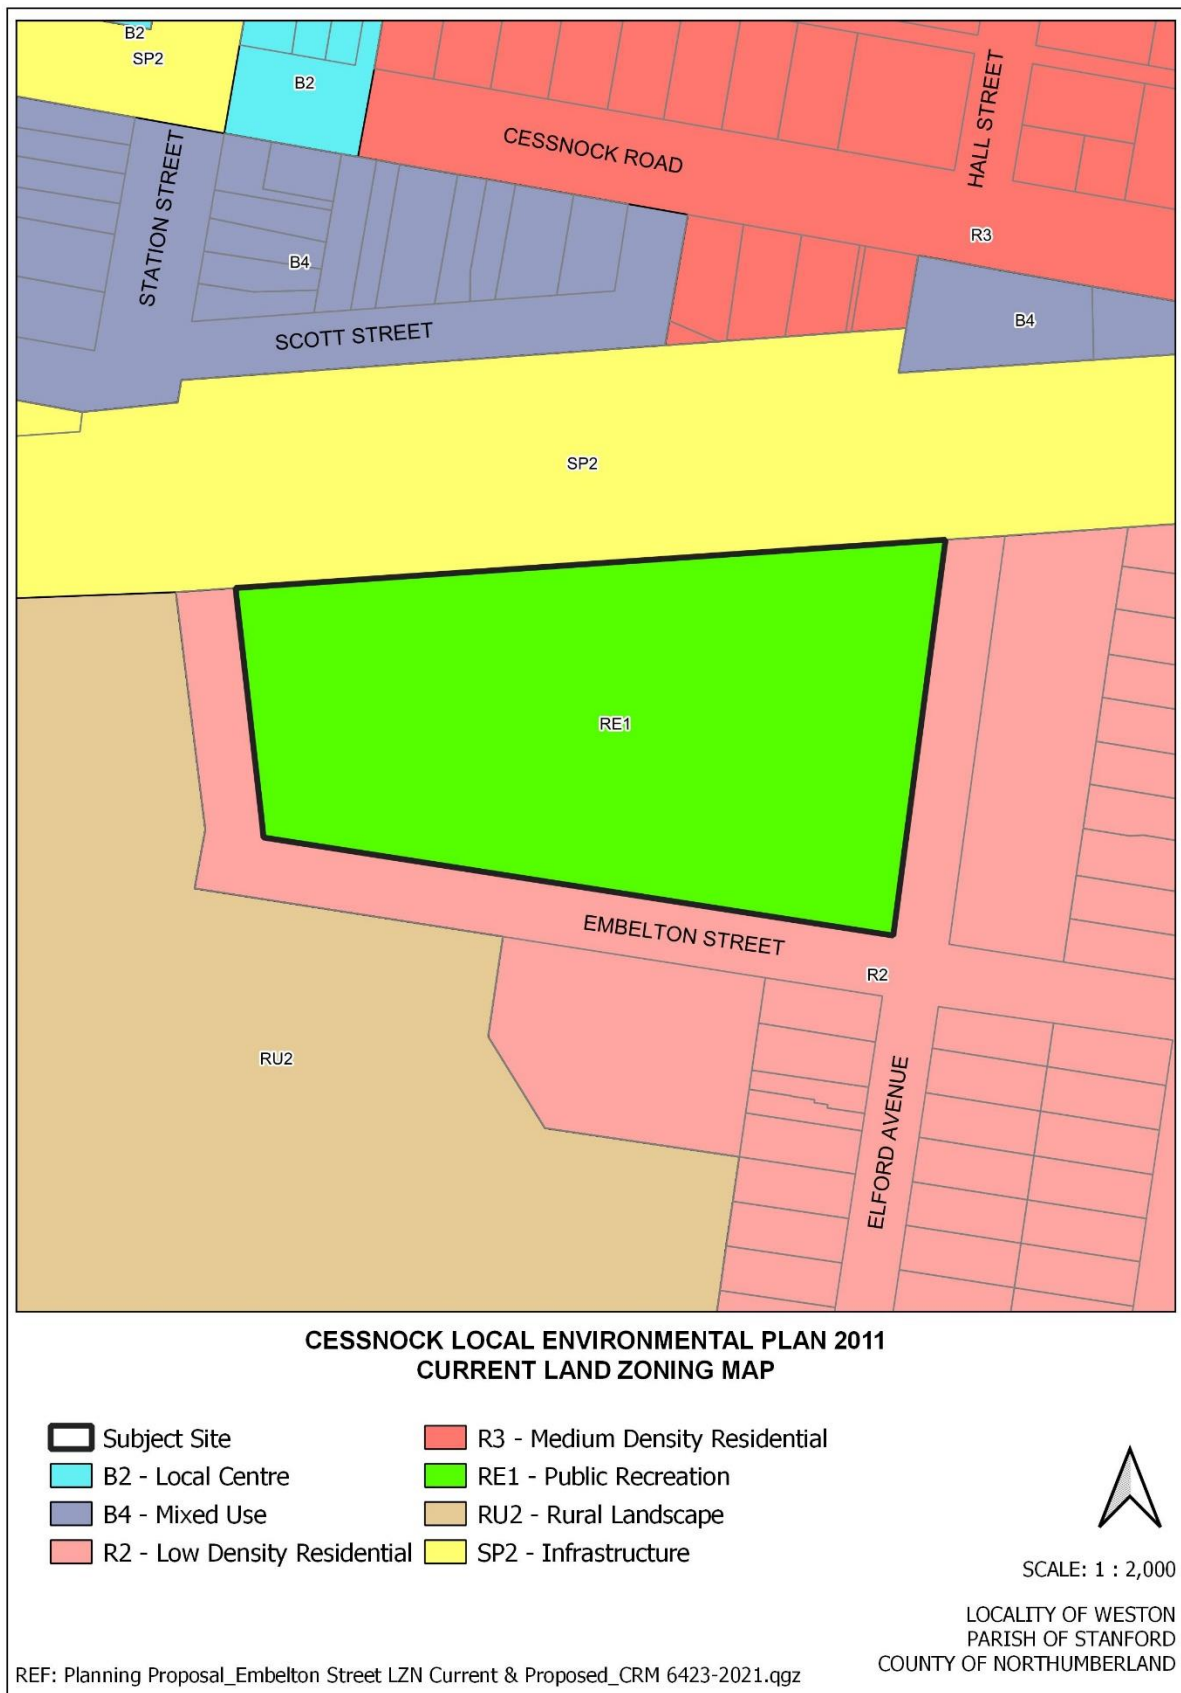 B2
SP2
B2
CESSNOCK ROAD
HALL STREET
STATION STREET
R3
B4
B4
SCOTT STREET
SP2
RE1
EMBELTON STREET
R2
RU2
ELFORD AVENUE
CESSNOCK LOCAL ENVIRONMENTAL PLAN 2011
CURRENT LAND ZONING MAP
Subject Site
B2 - Local Centre
B4 - Mixed Use
R2 - Low Density Residential
R3 - Medium Density Residential
RE1 - Public Recreation
RU2 - Rural Landscape
SP2 - Infrastructure
SCALE: 1 : 2,000
LOCALITY OF WESTON
PARISH OF STANFORD
COUNTY OF NORTHUMBERLAND
REF: Planning Proposal_Embelton Street LZN Current & Proposed_CRM 6423-2021.qgz